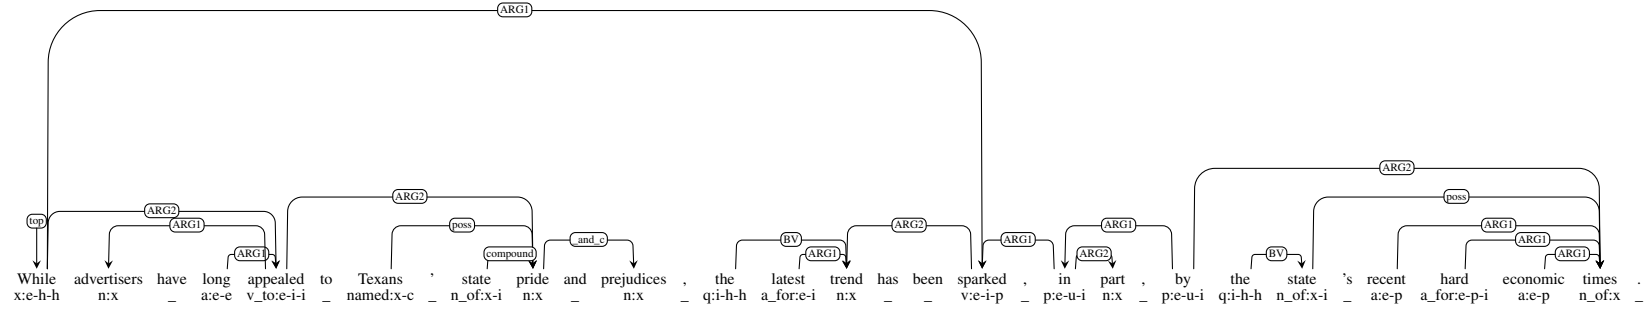 ARG1
ARG2
ARG2 poss
top ARG2
ARG1 poss ARG2 ARG1 ARG1
_and_c BV ARG1 ARG1
ARG1 compound ARG1 ARG2 BV ARG1
While advertisers have long appealed to Texans ' state pride and prejudices , the latest trend has been sparked , in part , by the state 's recent hard economic times .
x:e-h-h n:x _ a:e-e v_to:e-i-i _ named:x-c _ n_of:x-i n:x _ n:x _ q:i-h-h a_for:e-i n:x _ _ v:e-i-p _ p:e-u-i n:x _ p:e-u-i q:i-h-h n_of:x-i _ a:e-p a_for:e-p-i a:e-p n_of:x _